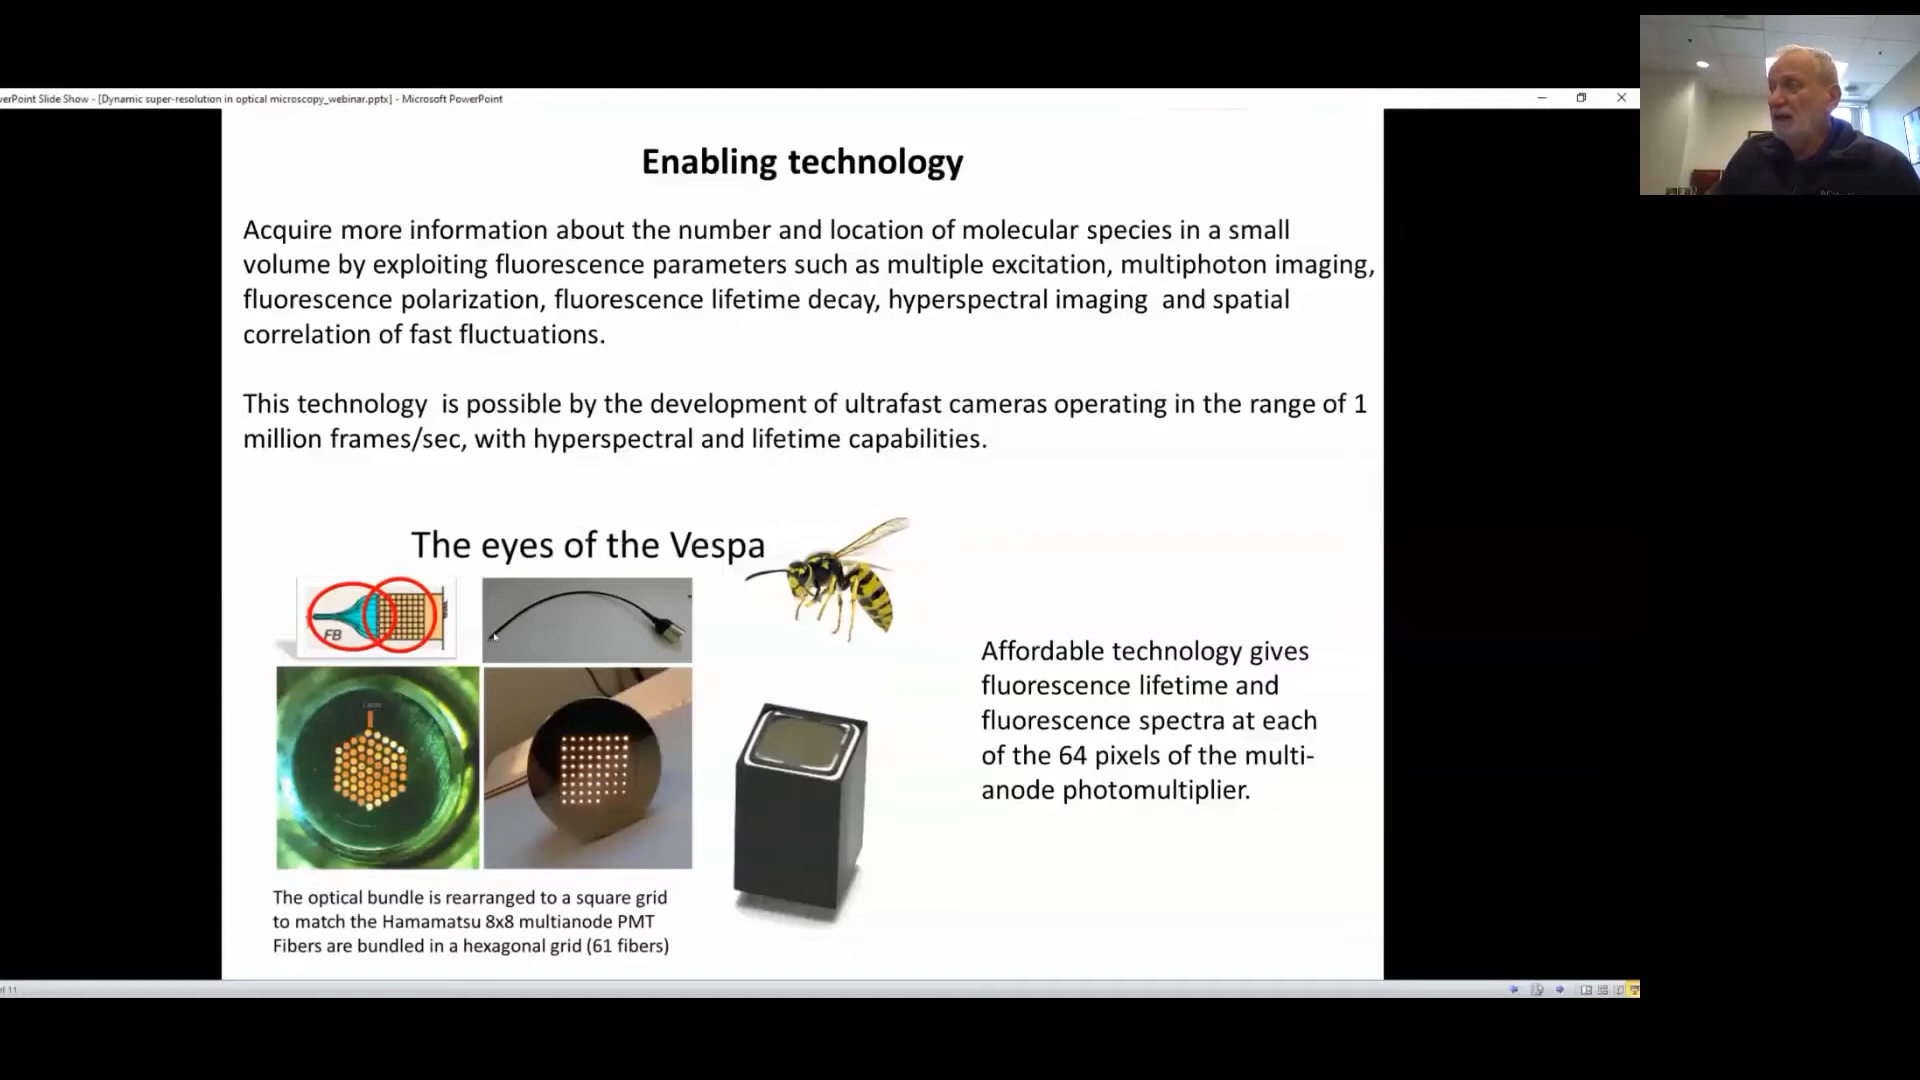 erPoint Slide Show - [Dynamic super-resolution in optical microscopy_webinar.pptx] - Microsoft PowerPoint
Enabling technology
Acquire more information about the number and location of molecular species in a small
volume by exploiting fluorescence parameters such as multiple excitation, multiphoton imaging,
fluorescence polarization, fluorescence lifetime decay, hyperspectral imaging and spatial
correlation of fast fluctuations.
This technology is possible by the development of ultrafast cameras operating in the range of 1
million frames/sec, with hyperspectral and lifetime capabilities.
The eyes of the Vespa
FB
Affordable technology gives
fluorescence lifetime and
fluorescence spectra at each
of the 64 pixels of the multi-
anode photomultiplier.
The optical bundle is rearranged to a square grid
to match the Hamamatsu 8x8 multianode PMT
Fibers are bundled in a hexagonal grid (61 fibers)
of 11